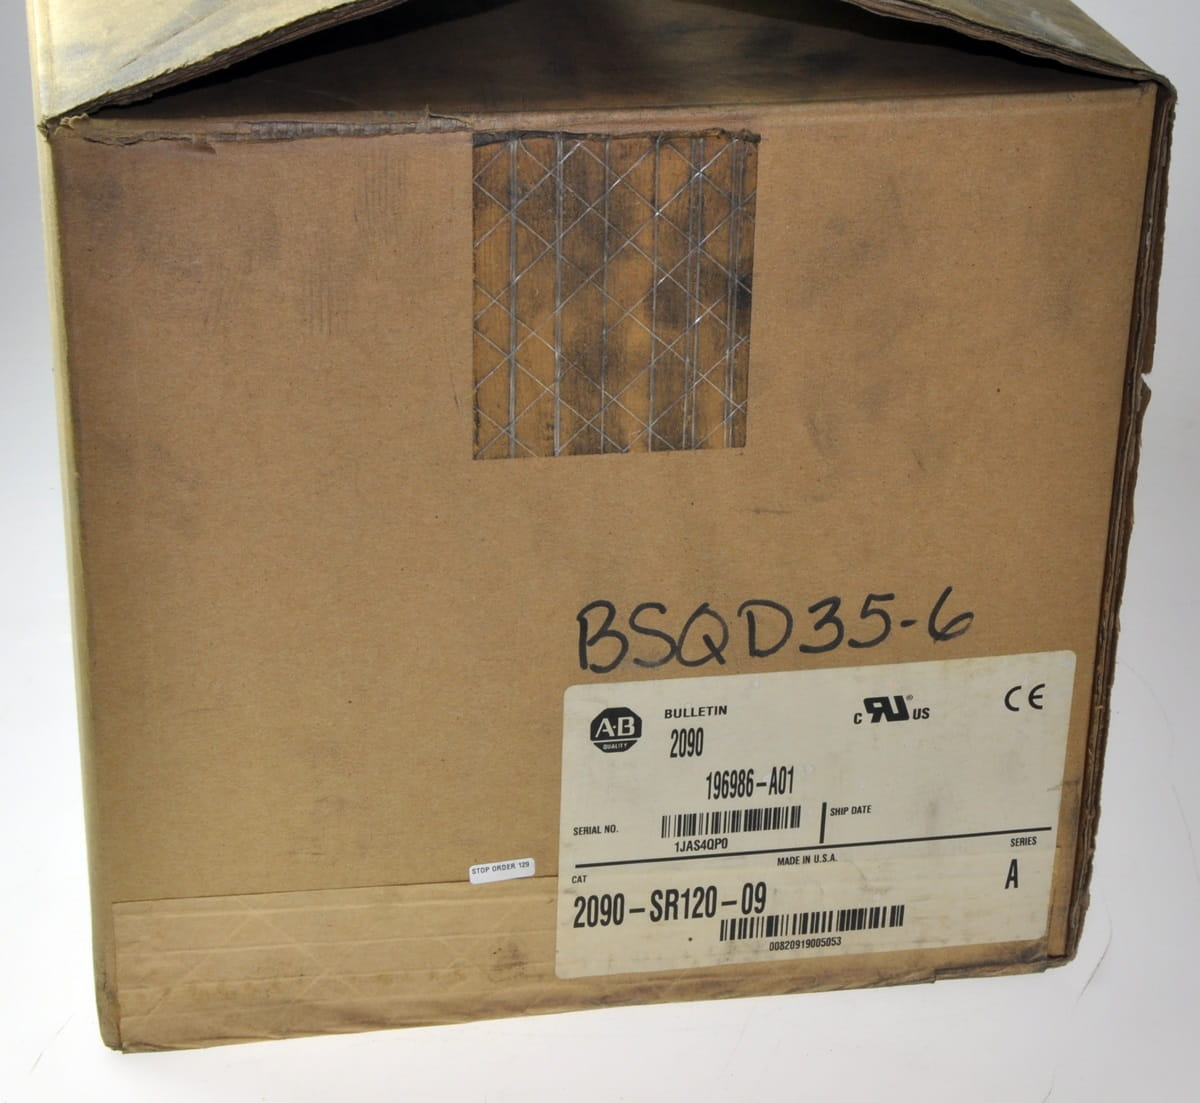 BSQD35-6
A-B
QUALITY
BULLETIN
2090
C RU® US
CE
196986-A01
SERIAL NO.
1JAS4QP0
SHIP DATE
MADE IN U.S.A.
SERIES
A
CAT
2090-SR120-09
00820919005053
STOP ORDER 129